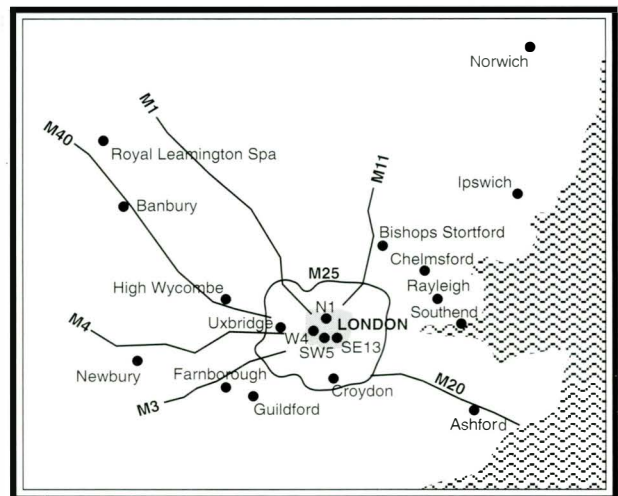 Norwich
M1
M40
Royal Leamington Spa
M11
Ipswich
Banbury
Bishops Stortford
Chelmsford
M25
High Wycombe
Rayleigh
N1
Southend
M4
Uxbridge
LONDON
W4
SW5
SE13
Newbury
Farnborough
Croydon
M20
M3
Guildford
Ashford